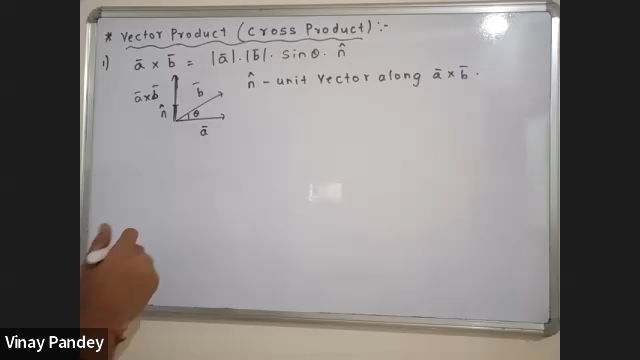 * Vector Product (Cross Product) :-
1) ā × b̄ = |ā|·|b̄|· sinθ · n̂
n̂ - unit vector along ā × b̄ .
ā×b̄
b̄
n̂
θ
ā
Vinay Pandey